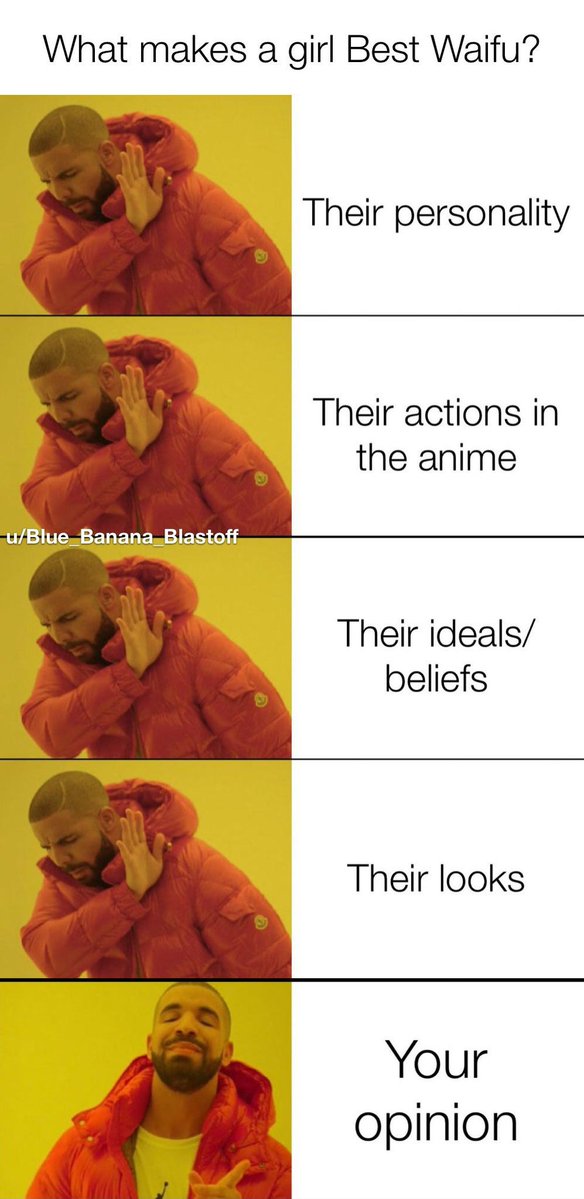 What makes a girl Best Waifu?
Their personality
Their actions in
the anime
u/Blue_Banana_Blastoff
Their ideals/
beliefs
Their looks
Your
opinion